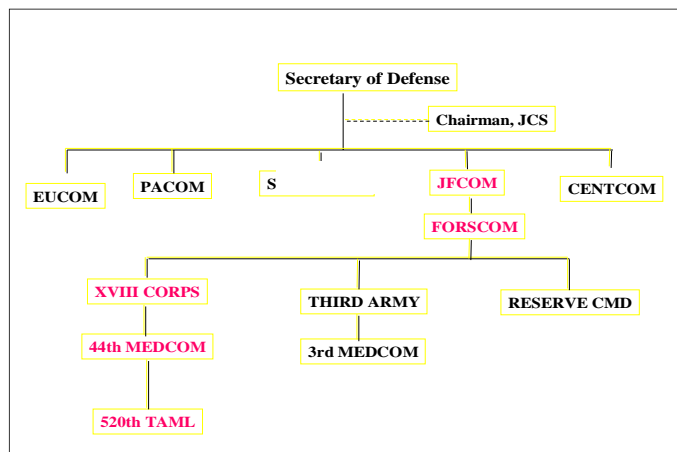 Secretary of Defense
Chairman, JCS
EUCOM
PACOM
S
JFCOM
CENTCOM
FORSCOM
XVIII CORPS
THIRD ARMY
RESERVE CMD
44th MEDCOM
3rd MEDCOM
520th TAML